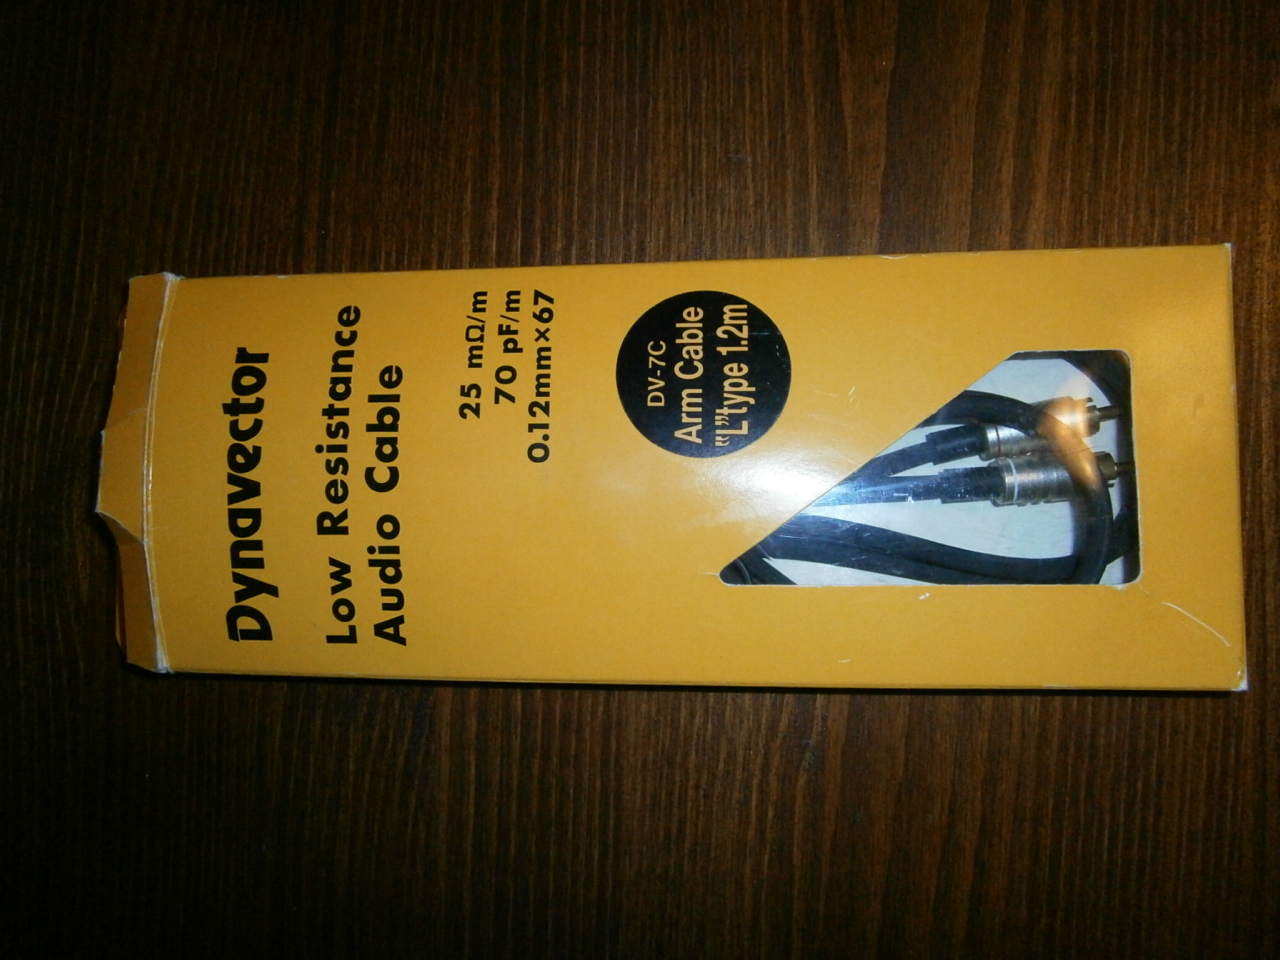 Dynavector
Low Resistance
Audio Cable
25 mΩ/m
70 pF/m
0.12mm×67
DV-7C
Arm Cable
“L”type 1.2m